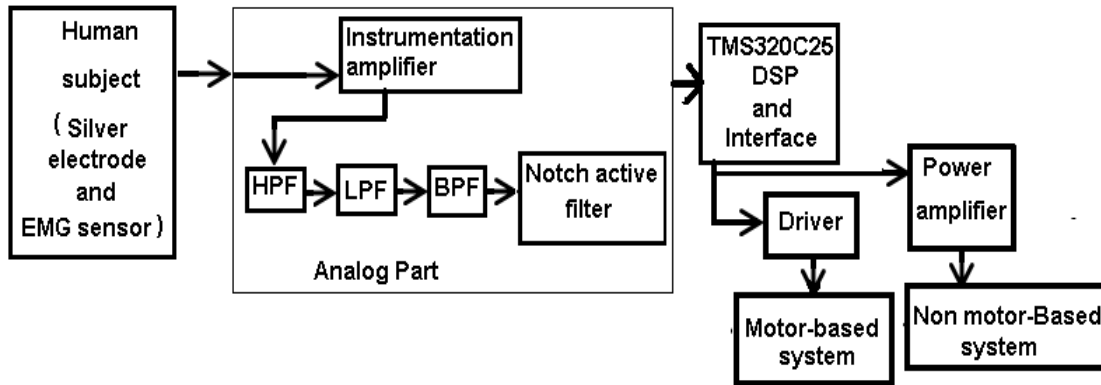 Human
subject
( Silver
electrode
and
EMG sensor )
Instrumentation
amplifier
HPF
LPF
BPF
Notch active
filter
Analog Part
TMS320C25
DSP
and
Interface
Driver
Power
amplifier
Motor-based
system
Non motor-Based
system